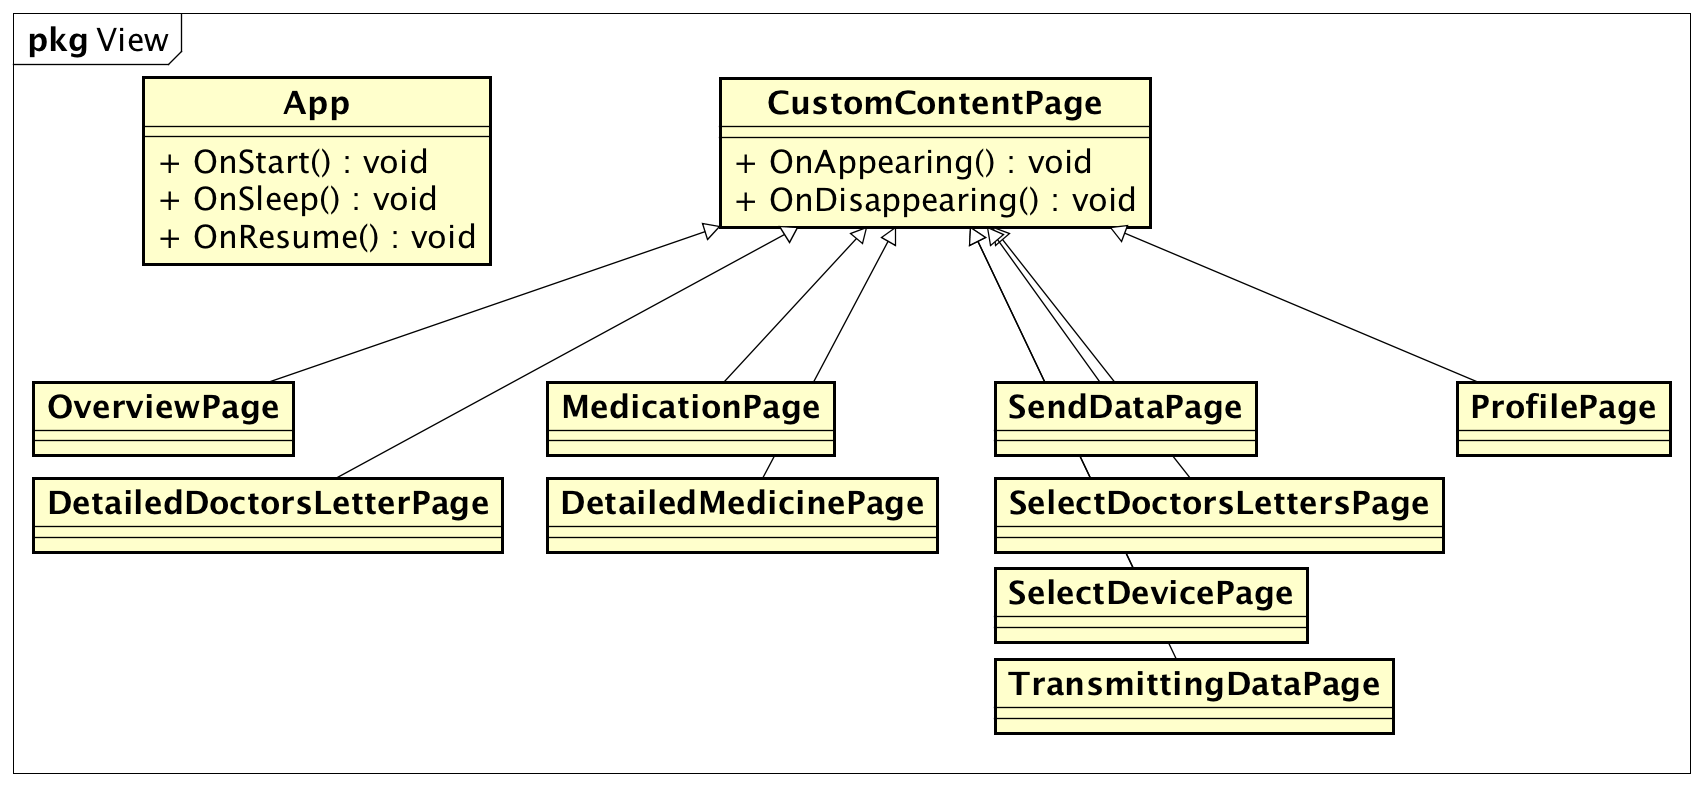 pkg View
App
+ OnStart() : void
+ OnSleep() : void
+ OnResume() : void
CustomContentPage
+ OnAppearing() : void
+ OnDisappearing() : void
OverviewPage
MedicationPage
SendDataPage
ProfilePage
DetailedDoctorsLetterPage
DetailedMedicinePage
SelectDoctorsLettersPage
SelectDevicePage
TransmittingDataPage